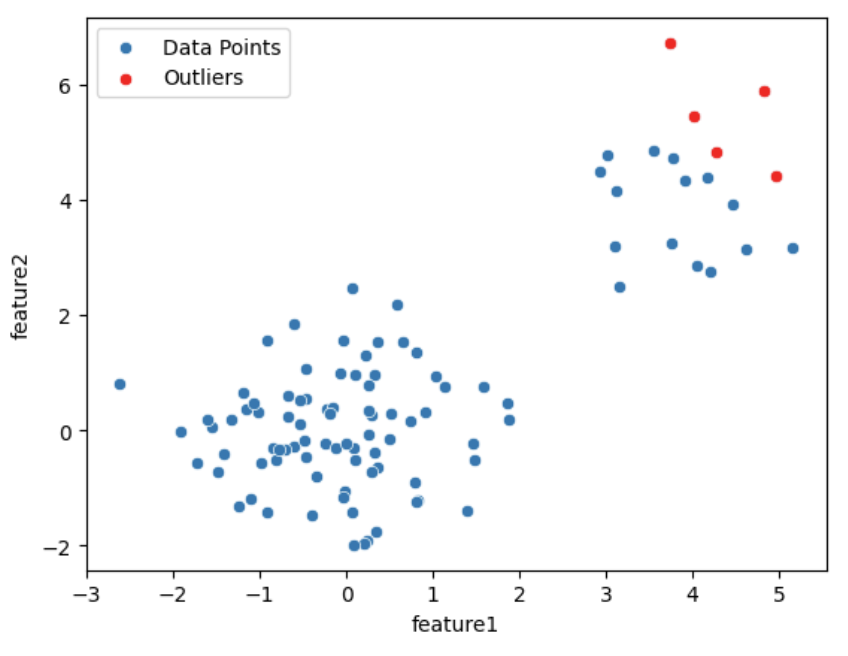 Data Points
Outliers
6
4
2
0
−2
feature2
−3 −2 −1 0 1 2 3 4 5
feature1